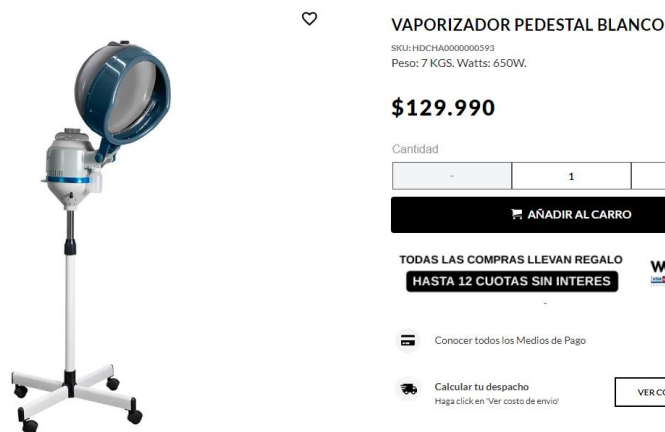 VAPORIZADOR PEDESTAL BLANCO
SKU: HDCHA0000000593
Peso: 7 KGS. Watts: 650W.
$129.990
Cantidad
- 1
AÑADIR AL CARRO
TODAS LAS COMPRAS LLEVAN REGALO
HASTA 12 CUOTAS SIN INTERES
-
Conocer todos los Medios de Pago
Calcular tu despacho
Haga click en 'Ver costo de envio'